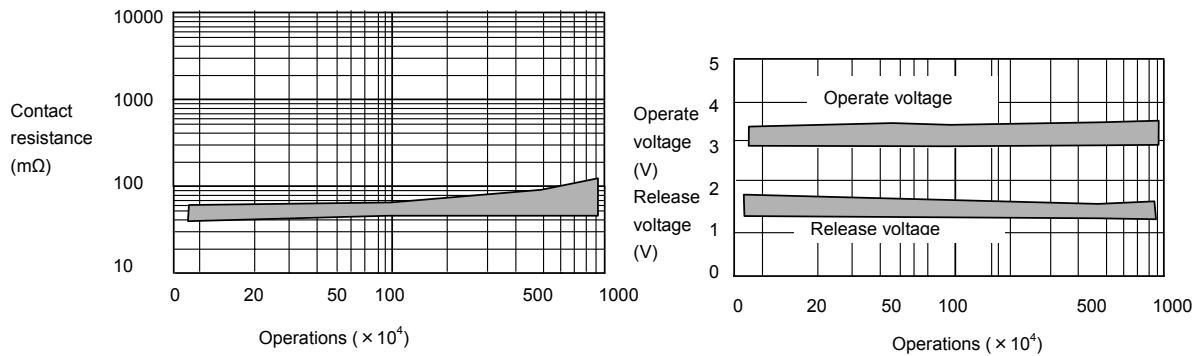 10000
1000
100
10
Contact
resistance
(mΩ)
0 20 50 100 500 1000
Operations (×10⁴)
5
4
3
2
1
0
Operate
voltage
(V)
Release
voltage
(V)
Operate voltage
Release voltage
0 20 50 100 500 1000
Operations (×10⁴)